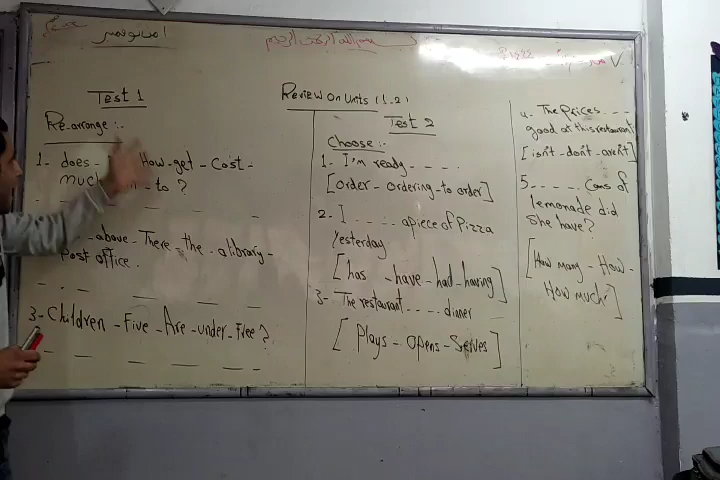 بسم الله الرحمن الرحيم
Review on Units (1-2)
Test 1
Re-arrange :-
1- does - How - get - Cost -
much - to ?
- above - There - the - a library -
Post office .
3- Children - Five - Are - under - Free ?
Test 2
Choose :-
1- I'm ready - - - -
[order - ordering - to order]
2- I - - - - a piece of Pizza
yesterday
[has - have - had - having]
3- The restaurant - - - - dinner
[Plays - opens - Serves]
4- The Prices - - - -
good at this restaurant
[isn't - don't - aren't]
5- - - - - Cans of
lemonade did
she have?
[How many - How -
How much]